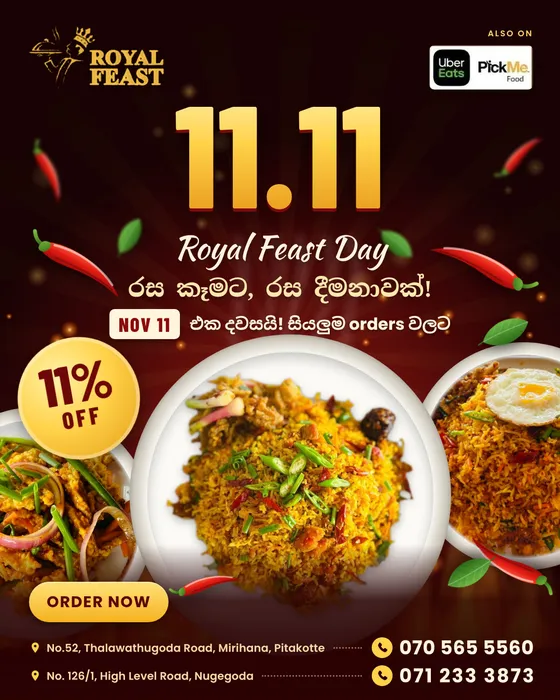 ROYAL
FEAST
ALSO ON
Uber
Eats
PickMe
Food
11.11
Royal Feast Day
රස කෑමට, රස දීමනාවක්!
NOV 11 එක දවසයි! සියලුම orders වලට
11%
OFF
ORDER NOW
No.52, Thalawathugoda Road, Mirihana, Pitakotte 070 565 5560
No. 126/1, High Level Road, Nugegoda 071 233 3873